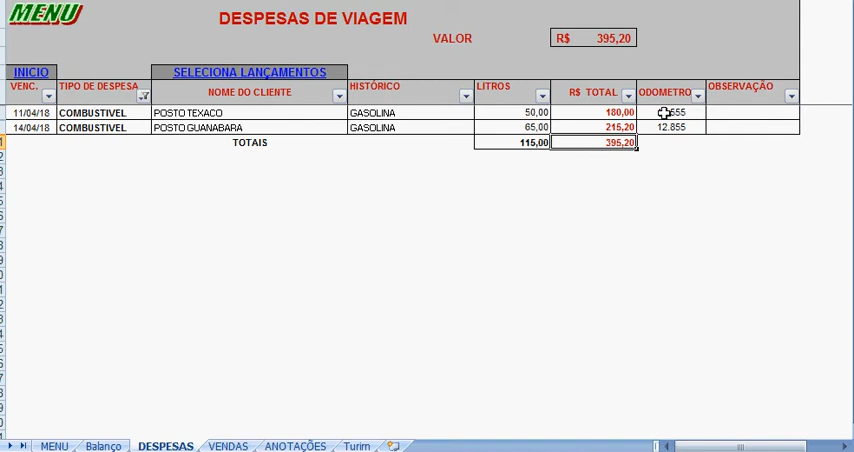 MENU
DESPESAS DE VIAGEM
VALOR R$ 395,20
INICIO SELECIONA LANÇAMENTOS
VENC. TIPO DE DESPESA NOME DO CLIENTE HISTÓRICO LITROS R$ TOTAL ODOMETRO OBSERVAÇÃO
11/04/18 COMBUSTIVEL POSTO TEXACO GASOLINA 50,00 180,00
14/04/18 COMBUSTIVEL POSTO GUANABARA GASOLINA 65,00 215,20 12.855
TOTAIS 115,00 395,20
MENU Balanço DESPESAS VENDAS ANOTAÇÕES Turim